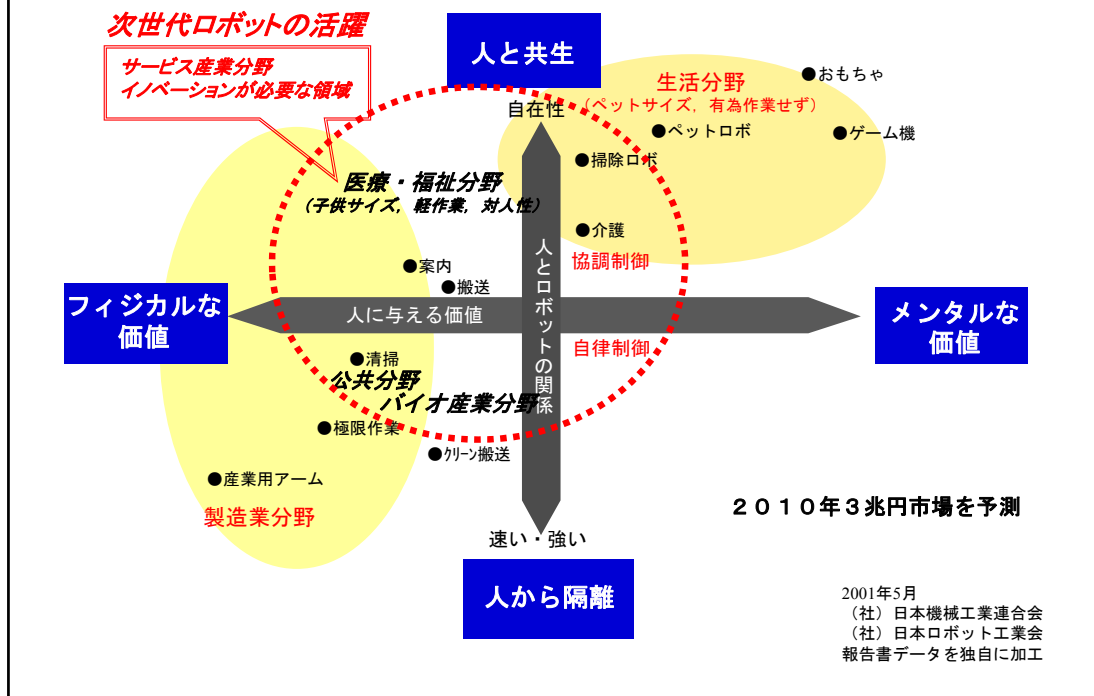 次世代ロボットの活躍
サービス産業分野
イノベーションが必要な領域
人と共生
自在性
生活分野
（ペットサイズ，有為作業せず）
●おもちゃ
●ペットロボ
●ゲーム機
●掃除ロボ
医療・福祉分野
（子供サイズ，軽作業，対人性）
●介護
協調制御
●案内
●搬送
フィジカルな
価値
人に与える価値
人とロボットの関係
メンタルな
価値
自律制御
●清掃
公共分野
バイオ産業分野
●極限作業
●クリーン搬送
●産業用アーム
製造業分野
２０１０年３兆円市場を予測
速い・強い
人から隔離
2001年5月
（社）日本機械工業連合会
（社）日本ロボット工業会
報告書データを独自に加工